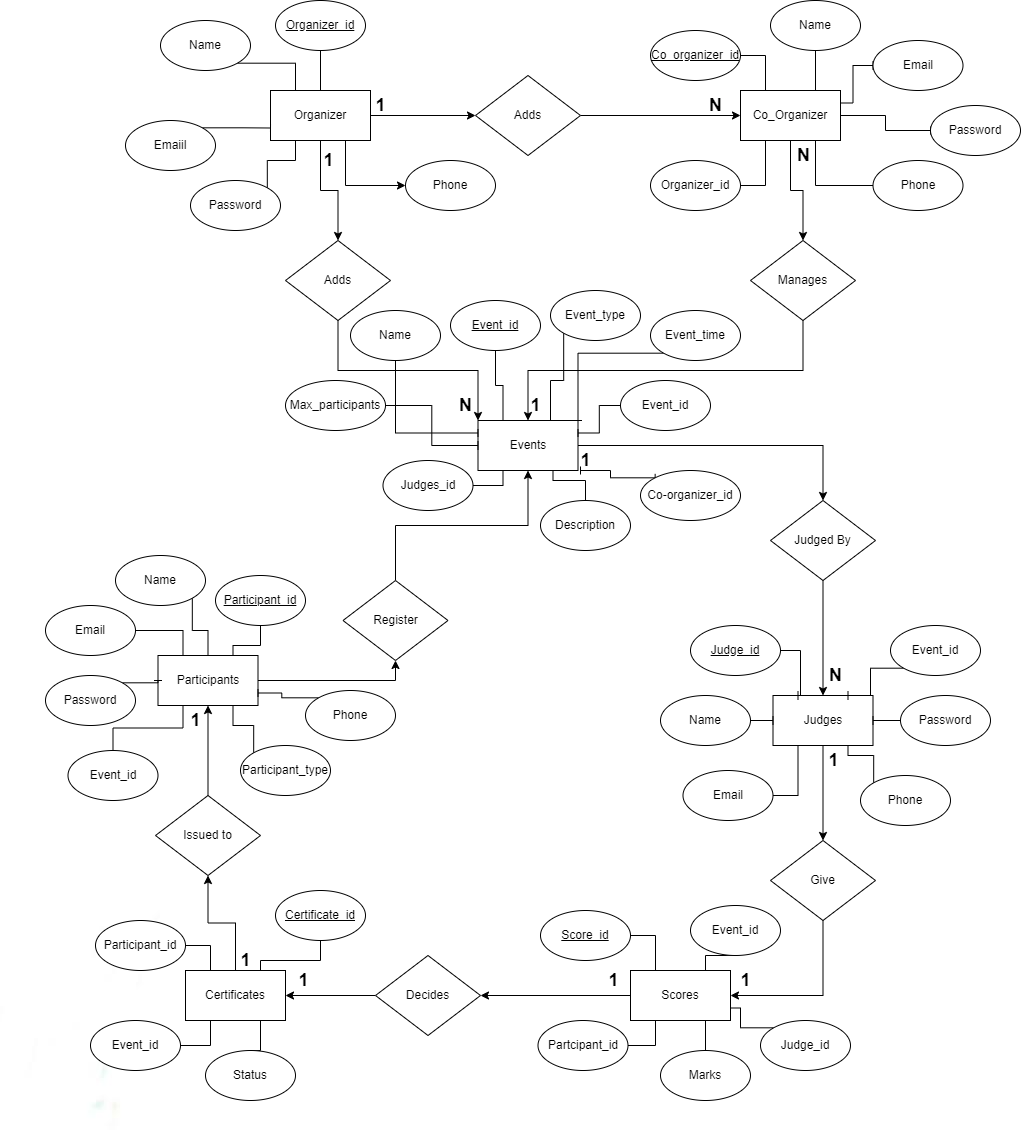 Organizer_id
Name
Name
Co_organizer_id
Email
Organizer
1
Adds
N
Co_Organizer
Password
Emaiil
1
N
Password
Phone
Organizer_id
Phone
Adds
Manages
Name
Event_id
Event_type
Event_time
Max_participants
N
1
Event_id
Events
1
Judges_id
Co-organizer_id
Description
Judged By
Name
Participant_id
Email
Register
Judge_id
Event_id
Participants
N
Password
1
Phone
Name
Judges
Password
Event_id
Participant_type
1
Email
Phone
Issued to
Give
Certificate_id
Participant_id
Score_id
Event_id
1
1
1
1
Certificates
Decides
Scores
Event_id
Status
Partcipant_id
Marks
Judge_id